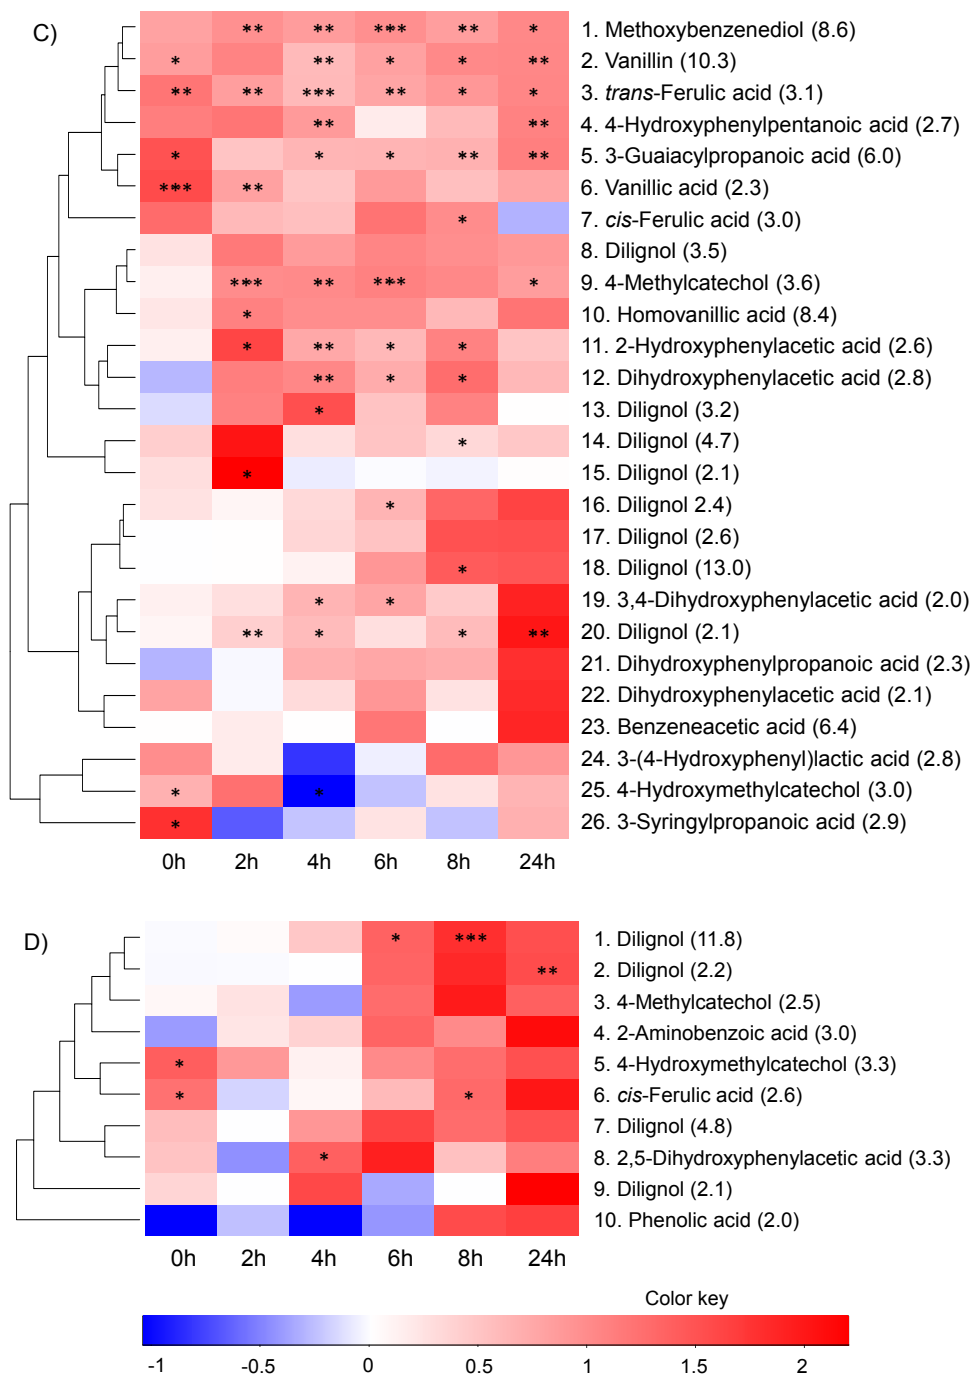 C)
** ** *** ** * 1. Methoxybenzenediol (8.6)
* ** * * ** 2. Vanillin (10.3)
** ** *** ** * * 3. trans-Ferulic acid (3.1)
** ** 4. 4-Hydroxyphenylpentanoic acid (2.7)
* * * ** ** 5. 3-Guaiacylpropanoic acid (6.0)
*** ** 6. Vanillic acid (2.3)
* 7. cis-Ferulic acid (3.0)
8. Dilignol (3.5)
*** ** *** * 9. 4-Methylcatechol (3.6)
* 10. Homovanillic acid (8.4)
* ** * * 11. 2-Hydroxyphenylacetic acid (2.6)
** * * 12. Dihydroxyphenylacetic acid (2.8)
* 13. Dilignol (3.2)
* 14. Dilignol (4.7)
* 15. Dilignol (2.1)
* 16. Dilignol 2.4)
17. Dilignol (2.6)
* 18. Dilignol (13.0)
* * 19. 3,4-Dihydroxyphenylacetic acid (2.0)
** * * ** 20. Dilignol (2.1)
21. Dihydroxyphenylpropanoic acid (2.3)
22. Dihydroxyphenylacetic acid (2.1)
23. Benzeneacetic acid (6.4)
24. 3-(4-Hydroxyphenyl)lactic acid (2.8)
* * 25. 4-Hydroxymethylcatechol (3.0)
* 26. 3-Syringylpropanoic acid (2.9)
0h 2h 4h 6h 8h 24h
D)
* *** 1. Dilignol (11.8)
** 2. Dilignol (2.2)
3. 4-Methylcatechol (2.5)
4. 2-Aminobenzoic acid (3.0)
* 5. 4-Hydroxymethylcatechol (3.3)
* * 6. cis-Ferulic acid (2.6)
7. Dilignol (4.8)
* 8. 2,5-Dihydroxyphenylacetic acid (3.3)
9. Dilignol (2.1)
10. Phenolic acid (2.0)
0h 2h 4h 6h 8h 24h
Color key
-1 -0.5 0 0.5 1 1.5 2